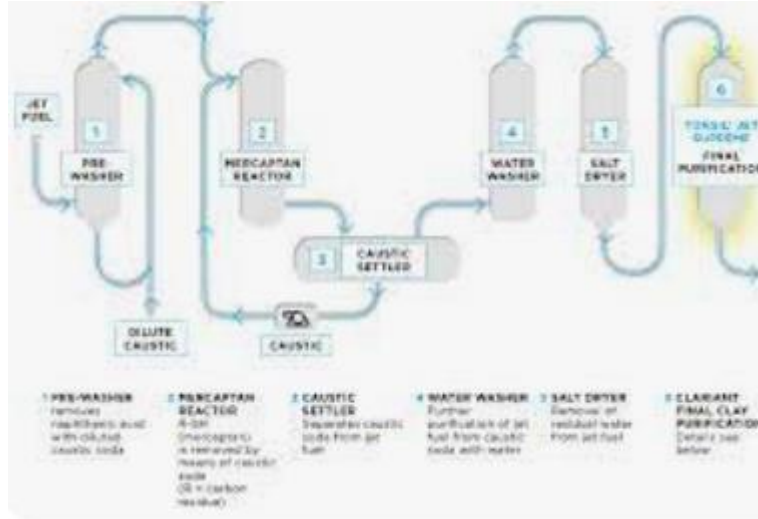 JET
FUEL
1
PRE-
WASHER
DILUTE
CAUSTIC
2
MERCAPTAN
REACTOR
3
CAUSTIC
SETTLER
CAUSTIC
4
WATER
WASHER
5
SALT
DRYER
6
FINAL
PURIFICATION
1 PRE-WASHER
removes
naphthenic acid
with diluted
caustic soda
2 MERCAPTAN
REACTOR
R-SH
(mercaptan)
is removed by
means of caustic
soda
(R = carbon
residue)
3 CAUSTIC
SETTLER
Separates caustic
soda from jet
fuel
4 WATER WASHER
Further
purification of jet
fuel from caustic
soda with water
5 SALT DRYER
Removal of
residual water
from jet fuel
6 CLARIANT
FINAL CLAY
PURIFICATION
Details see
below